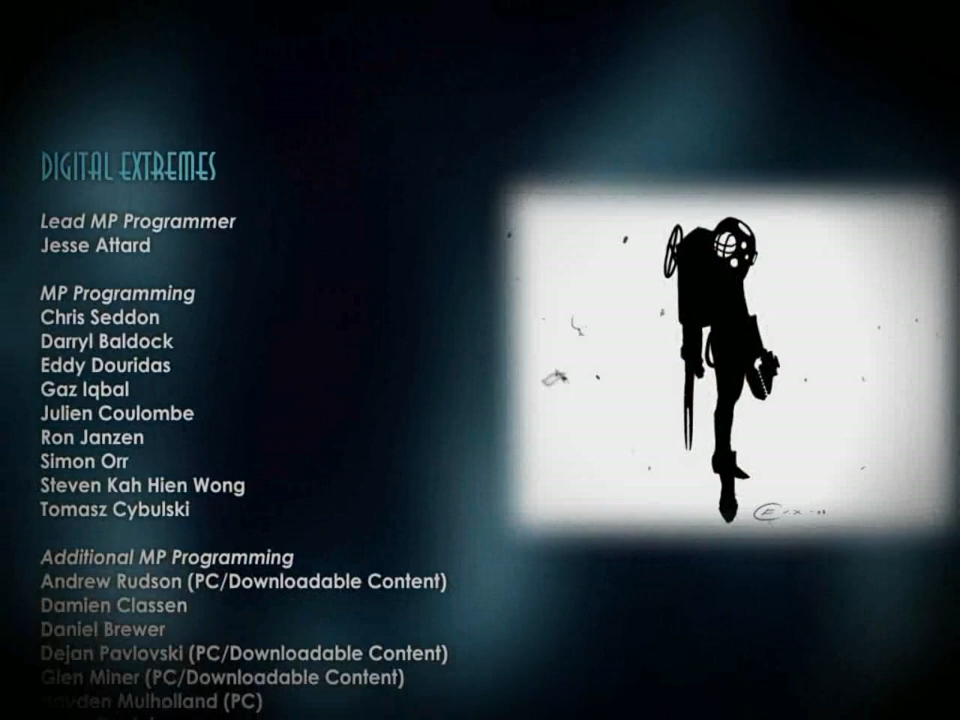 DIGITAL EXTREMES
Lead MP Programmer
Jesse Attard
MP Programming
Chris Seddon
Darryl Baldock
Eddy Douridas
Gaz Iqbal
Julien Coulombe
Ron Janzen
Simon Orr
Steven Kah Hien Wong
Tomasz Cybulski
Additional MP Programming
Andrew Rudson (PC/Downloadable Content)
Damien Classen
Daniel Brewer
Dejan Pavlovski (PC/Downloadable Content)
Glen Miner (PC/Downloadable Content)
Mulholland (PC)